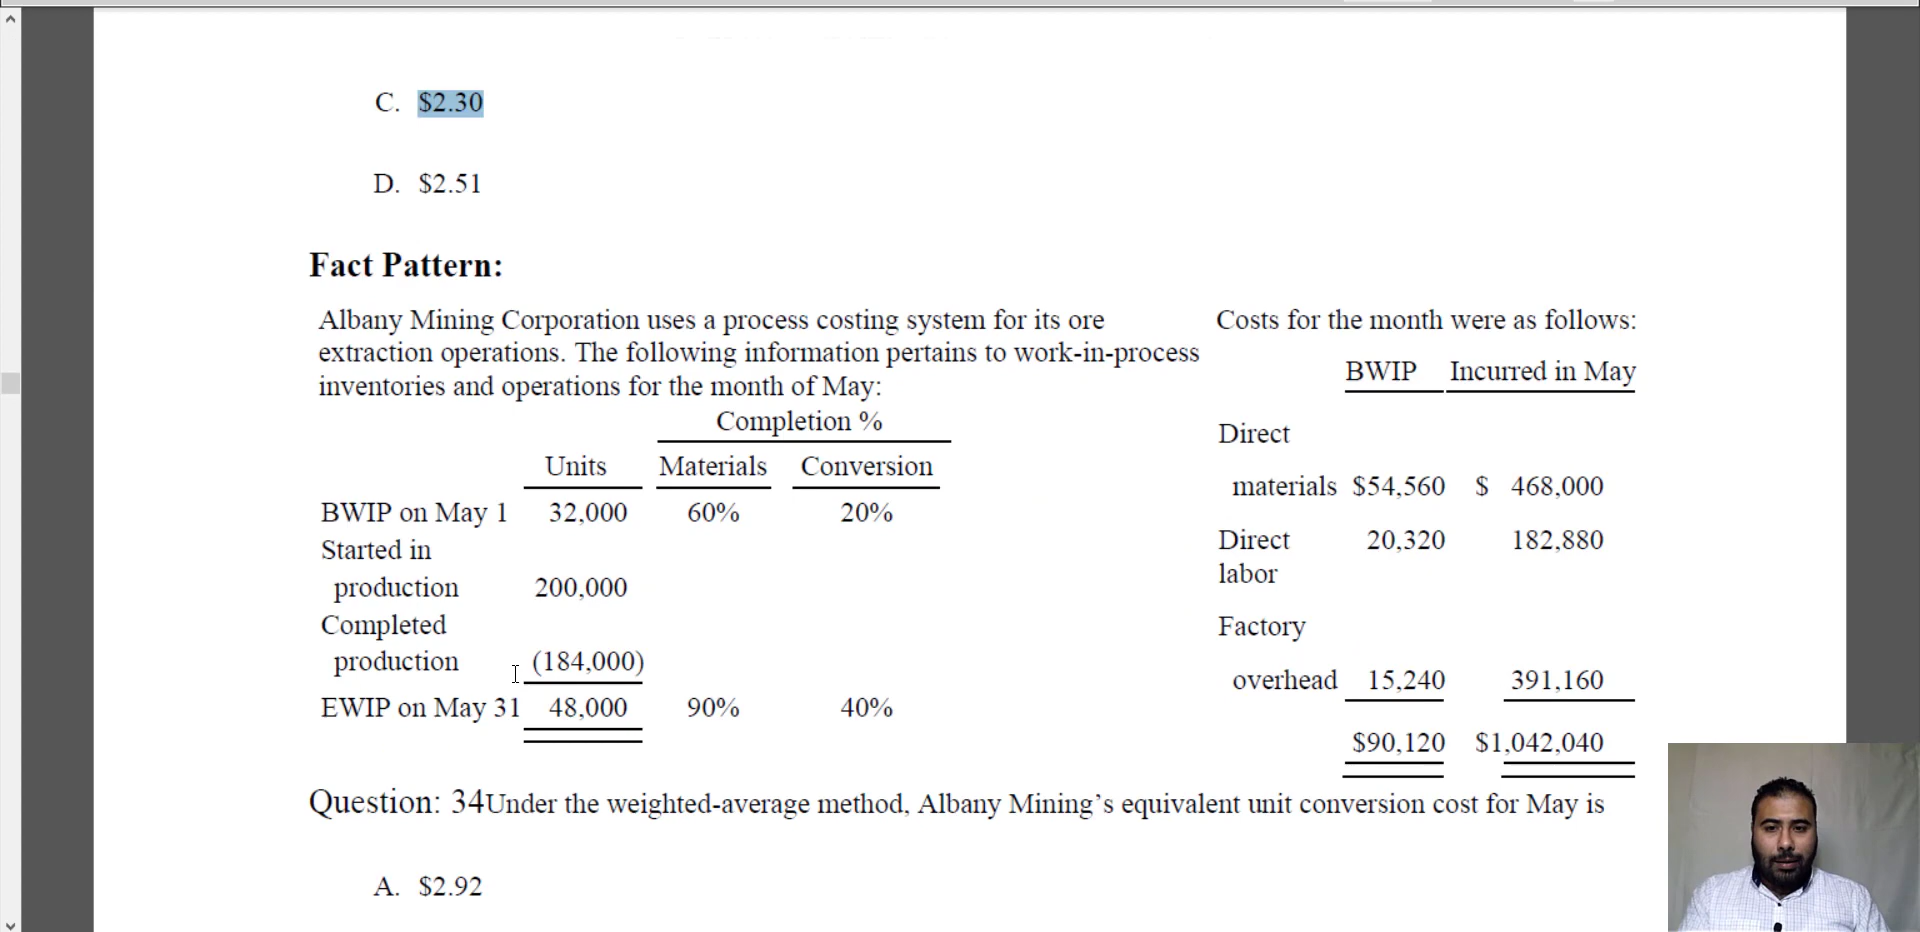 C. $2.30
D. $2.51
Fact Pattern:
Albany Mining Corporation uses a process costing system for its ore
extraction operations. The following information pertains to work-in-process
inventories and operations for the month of May:
Completion %
Units Materials Conversion
BWIP on May 1 32,000 60% 20%
Started in
production 200,000
Completed
production (184,000)
EWIP on May 31 48,000 90% 40%
Costs for the month were as follows:
BWIP Incurred in May
Direct
materials $54,560 $ 468,000
Direct 20,320 182,880
labor
Factory
overhead 15,240 391,160
$90,120 $1,042,040
Question: 34Under the weighted-average method, Albany Mining’s equivalent unit conversion cost for May is
A. $2.92